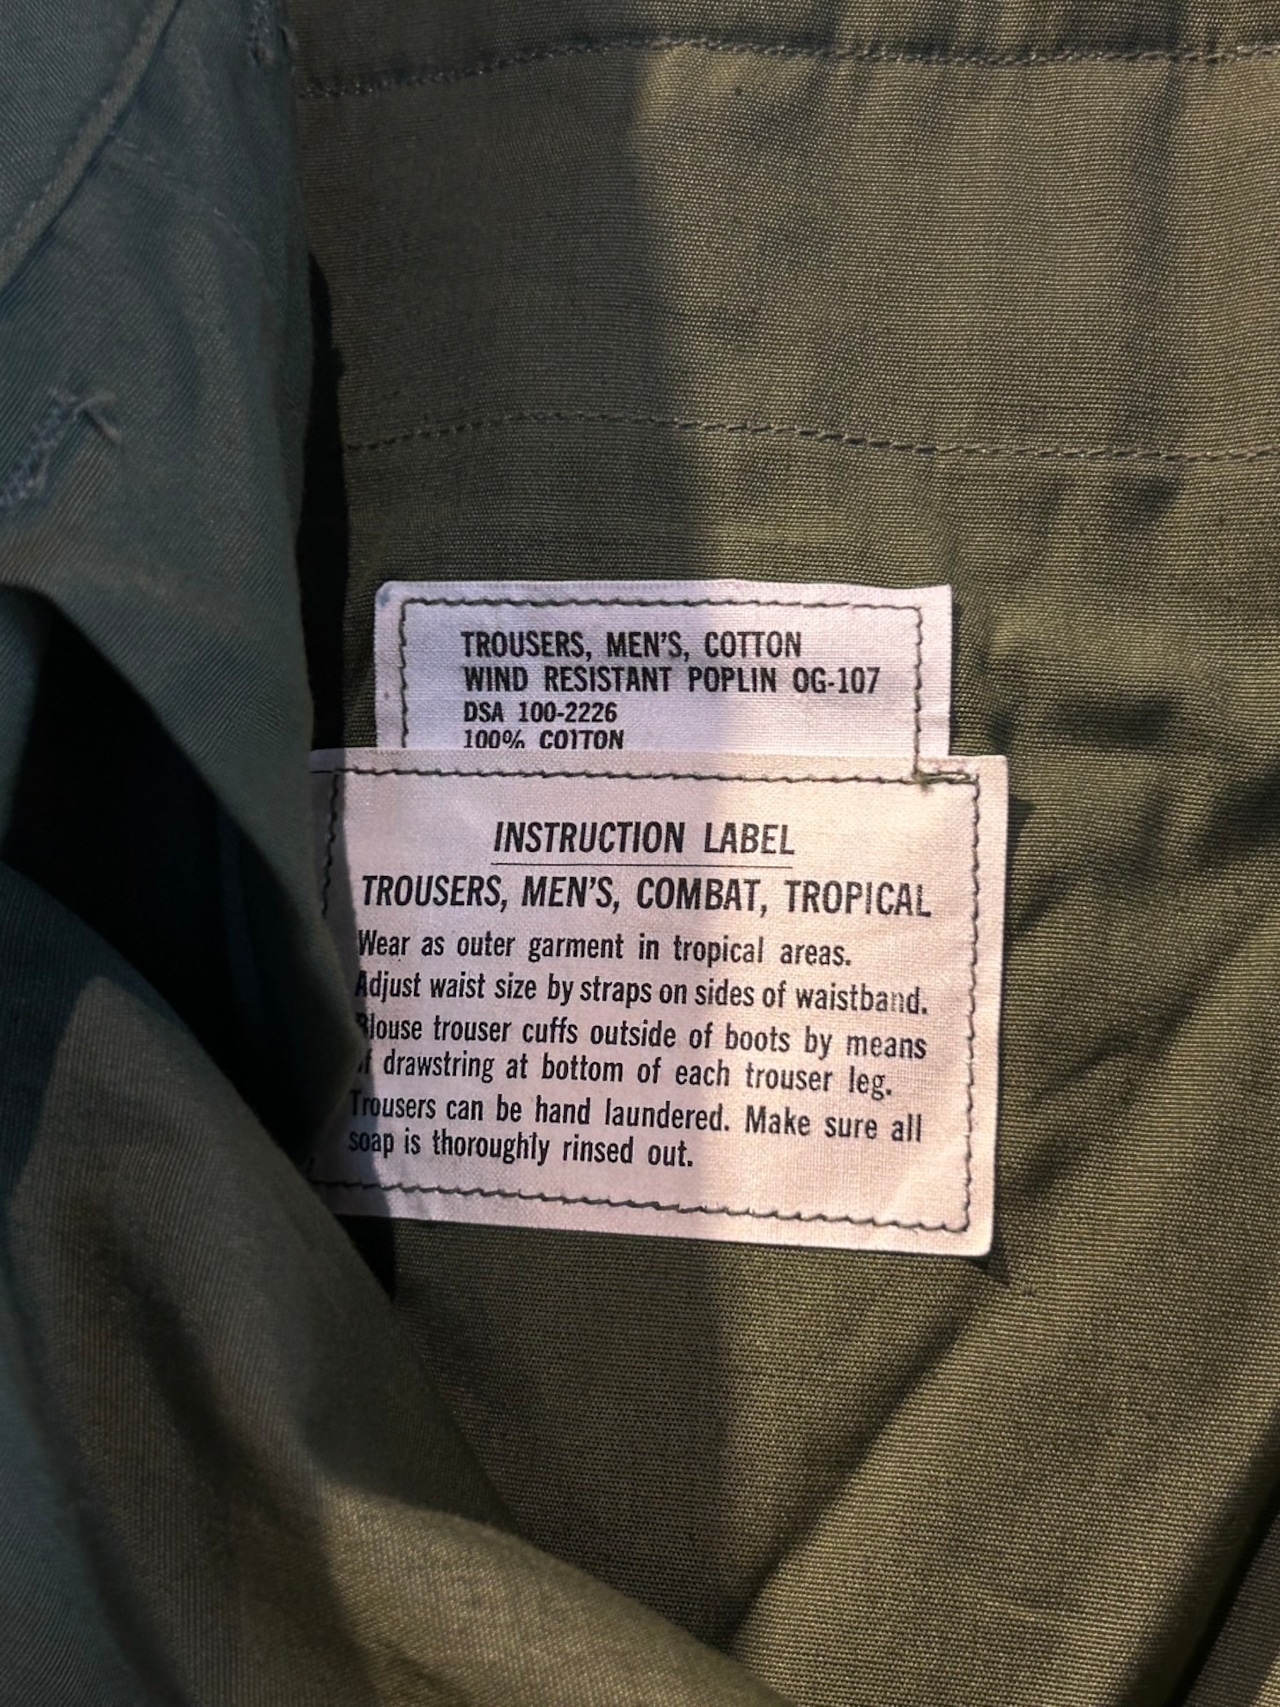 TROUSERS, MEN'S, COTTON
WIND RESISTANT POPLIN OG-107
DSA 100-2226
100% COTTON
INSTRUCTION LABEL
TROUSERS, MEN'S, COMBAT, TROPICAL
Wear as outer garment in tropical areas.
Adjust waist size by straps on sides of waistband.
Blouse trouser cuffs outside of boots by means
of drawstring at bottom of each trouser leg.
Trousers can be hand laundered. Make sure all
soap is thoroughly rinsed out.